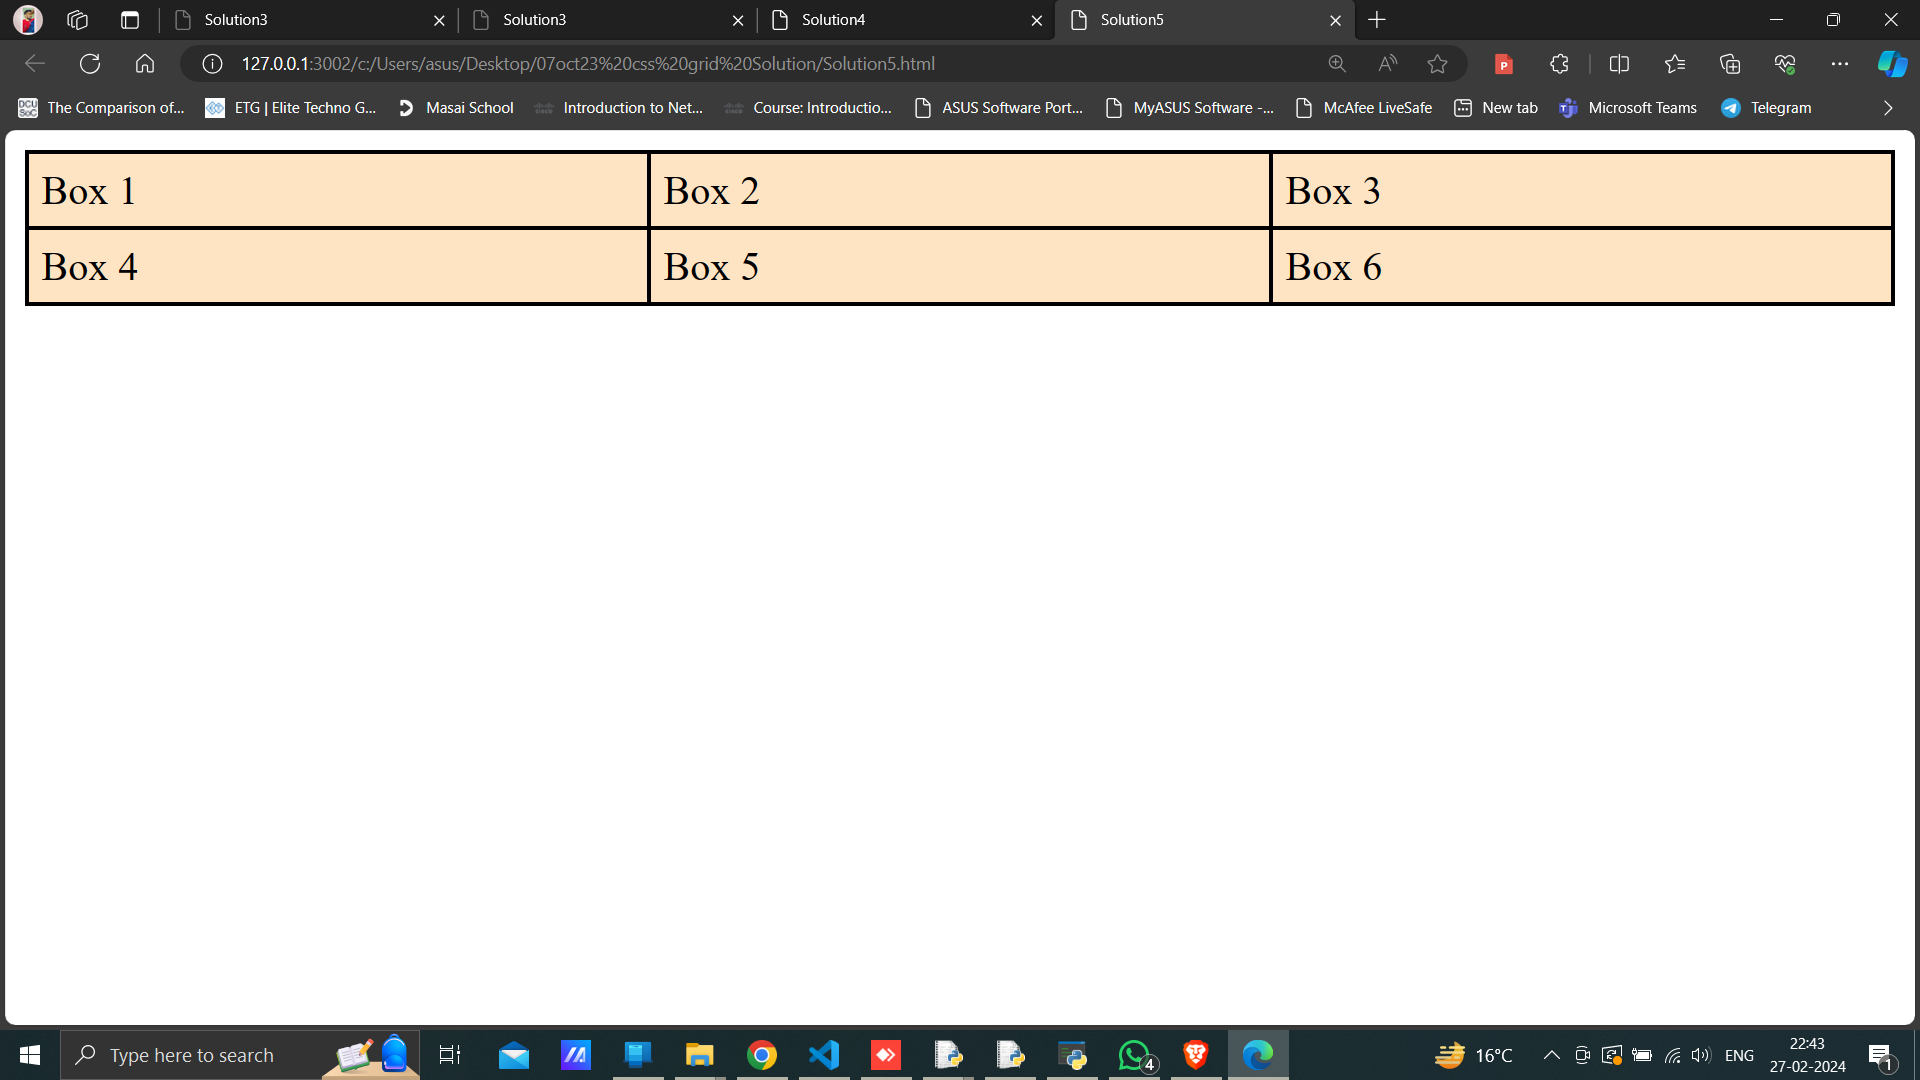 Solution3
Solution3
Solution4
Solution5
127.0.0.1:3002/c:/Users/asus/Desktop/07oct23%20css%20grid%20Solution/Solution5.html
The Comparison of...
ETG | Elite Techno G...
Masai School
Introduction to Net...
Course: Introductio...
ASUS Software Port...
MyASUS Software -...
McAfee LiveSafe
New tab
Microsoft Teams
Telegram
Box 1
Box 2
Box 3
Box 4
Box 5
Box 6
Type here to search
4
16°C
ENG
22:43
27-02-2024
1